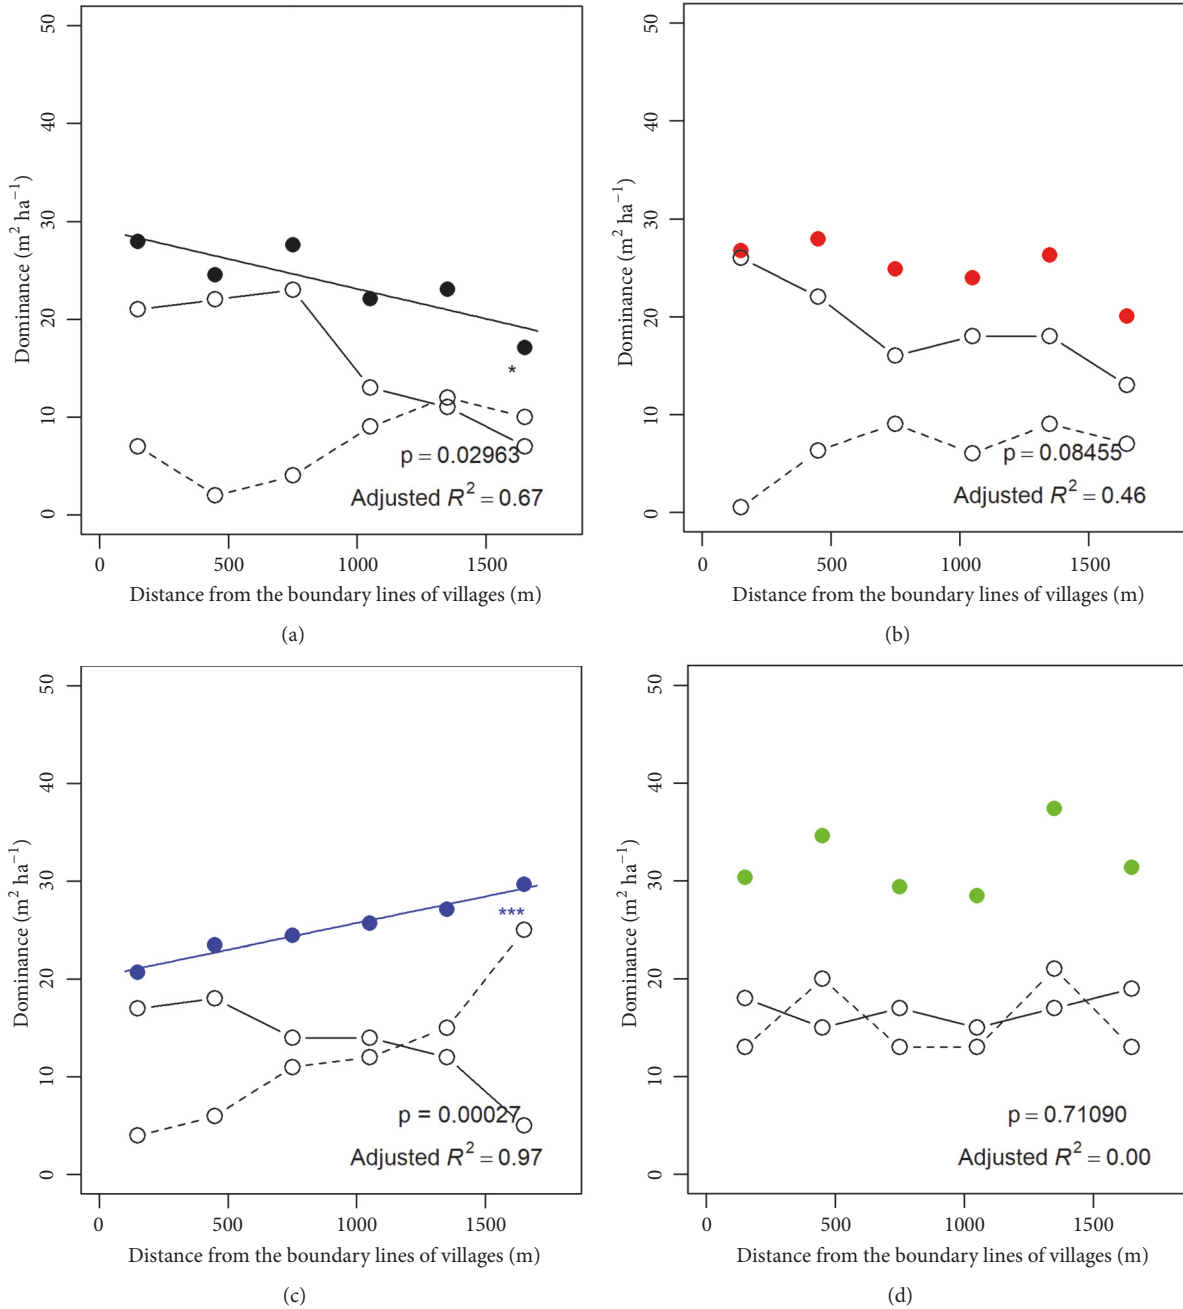 50
40
30
20
10
0
Dominance (m² ha⁻¹)
*
p = 0.02963
Adjusted R² = 0.67
0 500 1000 1500
Distance from the boundary lines of villages (m)
(a)
50
40
30
20
10
0
Dominance (m² ha⁻¹)
p = 0.08455
Adjusted R² = 0.46
0 500 1000 1500
Distance from the boundary lines of villages (m)
(b)
50
40
30
20
10
0
Dominance (m² ha⁻¹)
***
p = 0.00027
Adjusted R² = 0.97
0 500 1000 1500
Distance from the boundary lines of villages (m)
(c)
50
40
30
20
10
0
Dominance (m² ha⁻¹)
p = 0.71090
Adjusted R² = 0.00
0 500 1000 1500
Distance from the boundary lines of villages (m)
(d)